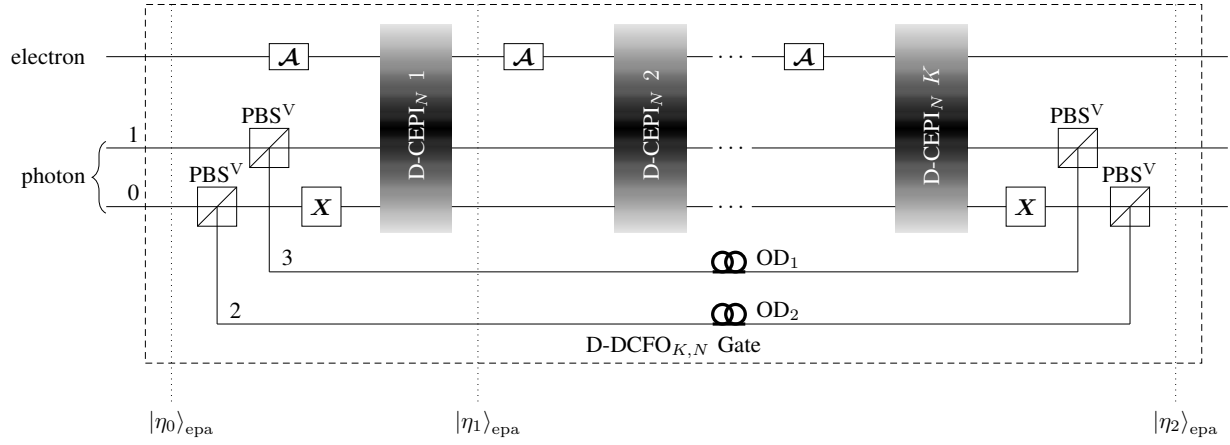 electron
𝓐
D-CEPI_N 1
𝓐
D-CEPI_N 2
···
𝓐
D-CEPI_N K
PBS^V
PBS^V
1
···
PBS^V
PBS^V
photon
0
X
···
X
3
OD_1
2
OD_2
D-DCFO_{K,N} Gate
|η_0⟩_epa
|η_1⟩_epa
|η_2⟩_epa